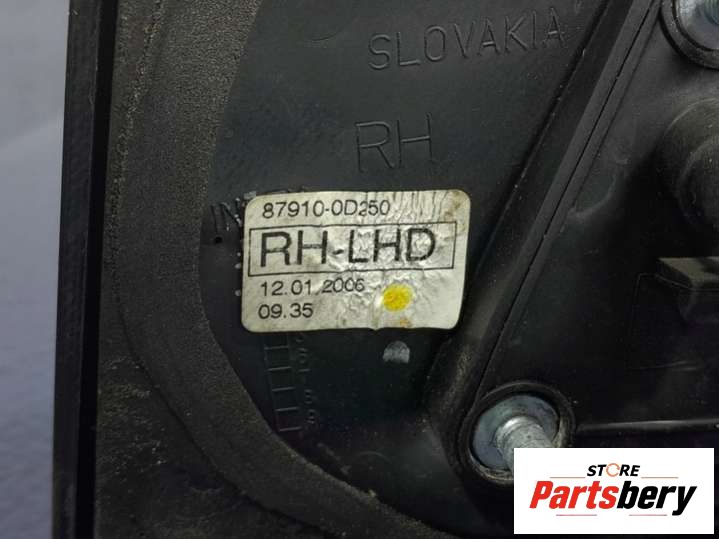 SLOVAKIA
RH
87910-0D250
RH-LHD
12.01.2006
09.35
STORE
Partsbery